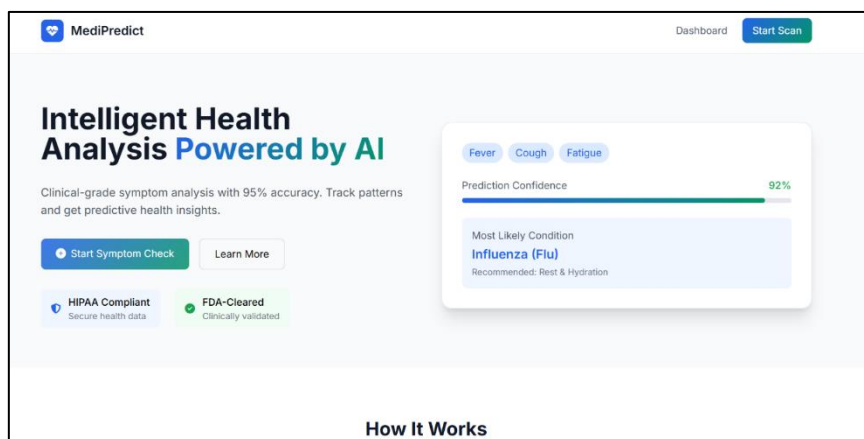 MediPredict
Dashboard
Start Scan
Intelligent Health
Analysis Powered by AI
Clinical-grade symptom analysis with 95% accuracy. Track patterns
and get predictive health insights.
Start Symptom Check
Learn More
HIPAA Compliant
Secure health data
FDA-Cleared
Clinically validated
Fever Cough Fatigue
Prediction Confidence 92%
Most Likely Condition
Influenza (Flu)
Recommended: Rest & Hydration
How It Works